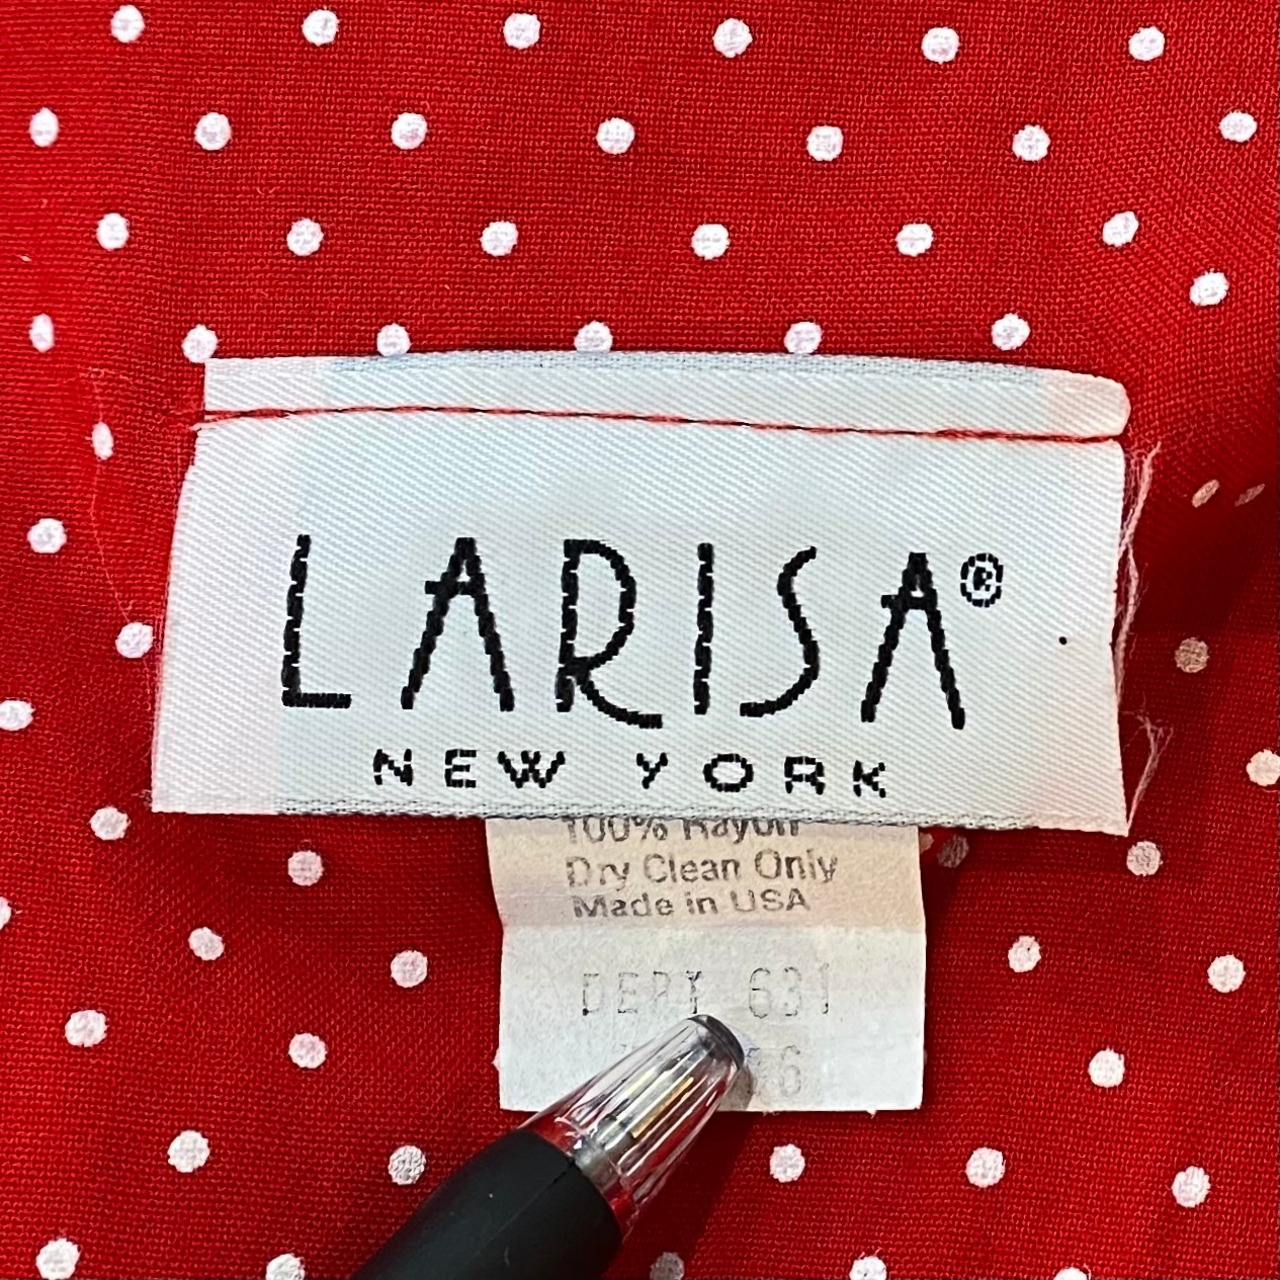 LARISA®
NEW YORK
100% Rayon
Dry Clean Only
Made in USA
DEPT 631